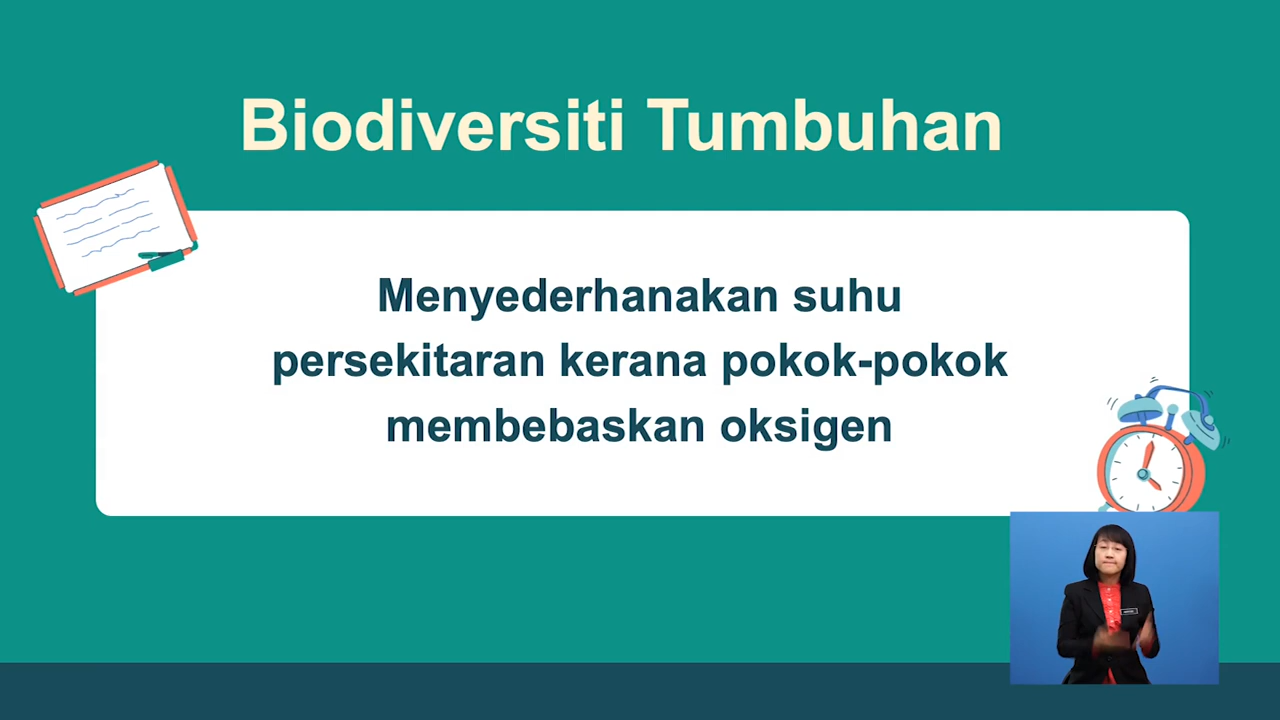 Biodiversiti Tumbuhan
Menyederhanakan suhu
persekitaran kerana pokok-pokok
membebaskan oksigen